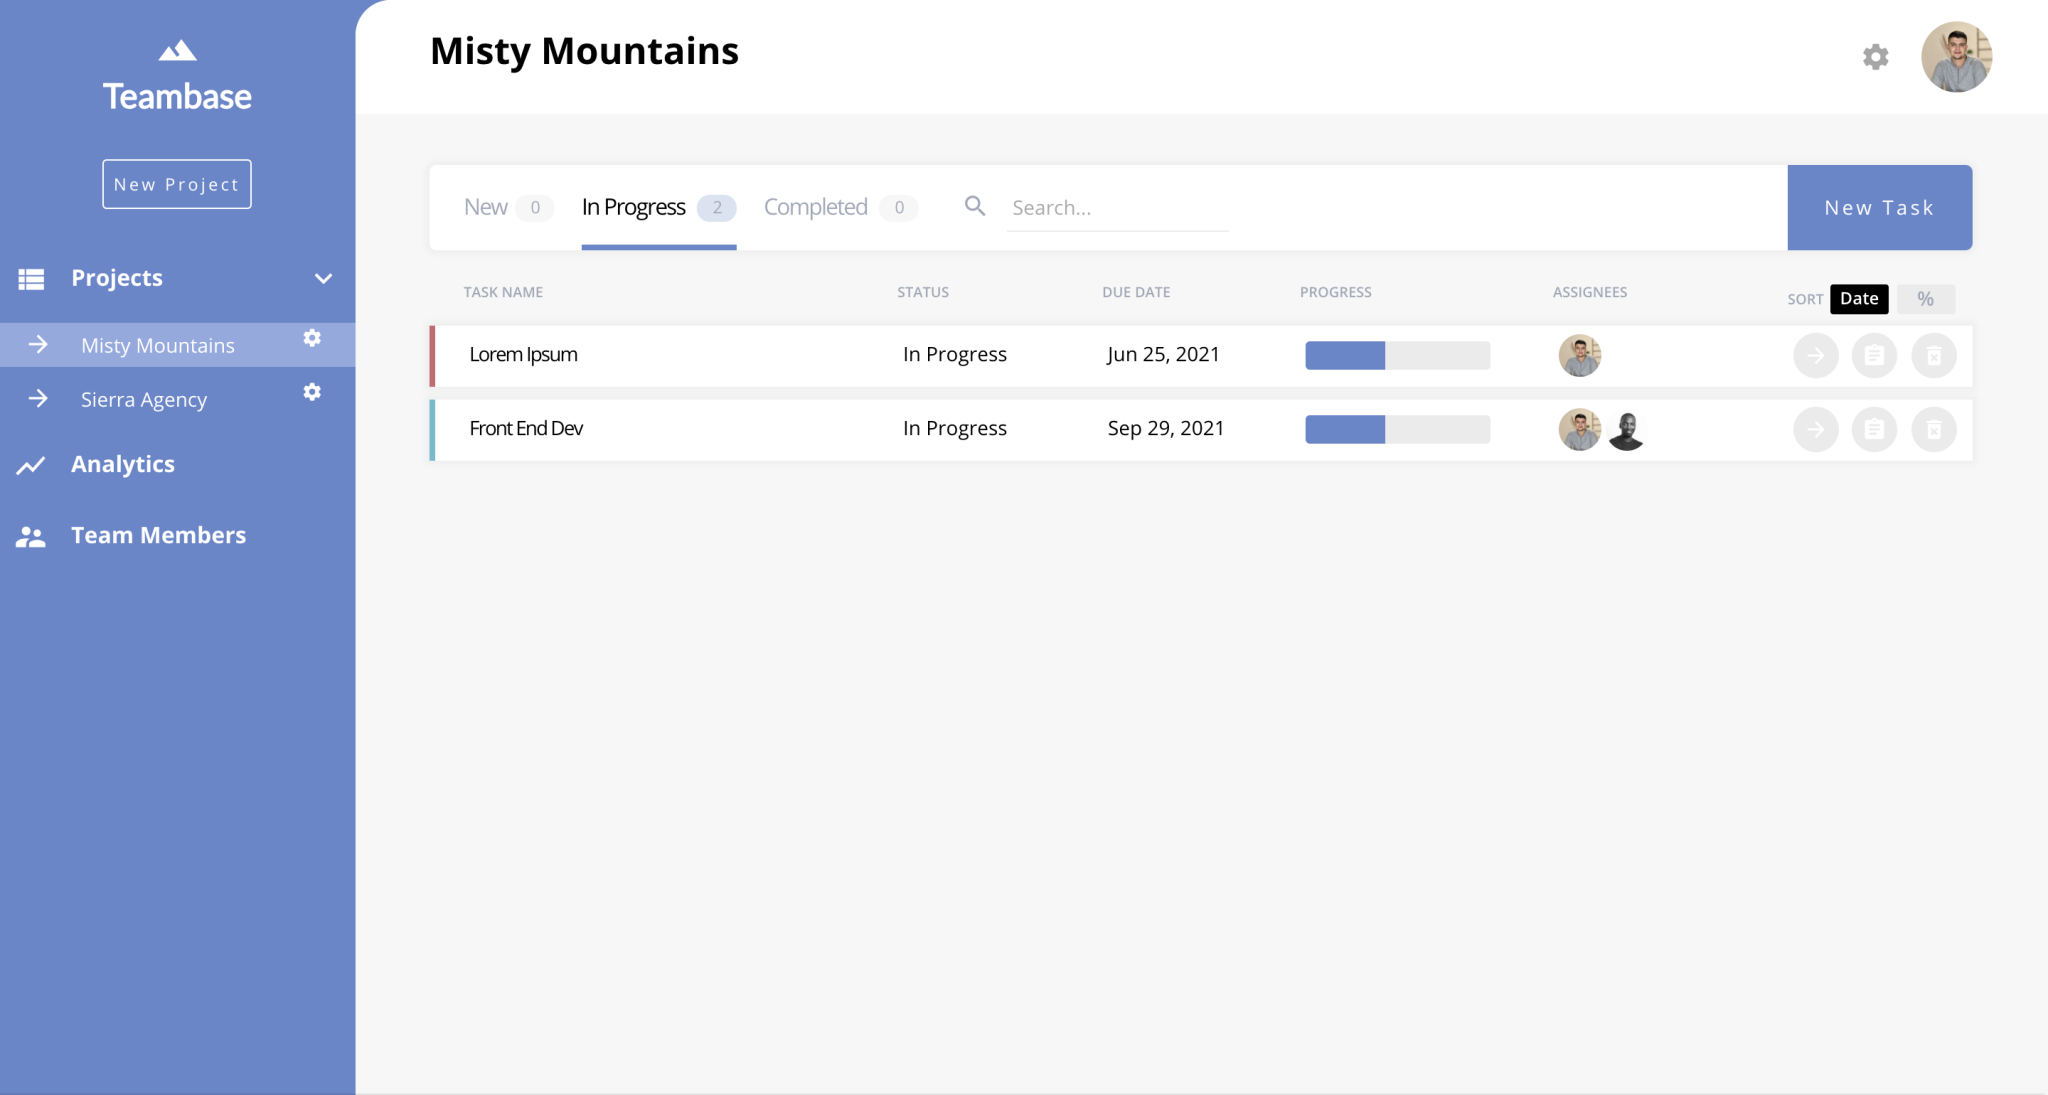 Teambase
New Project
Projects
Misty Mountains
Sierra Agency
Analytics
Team Members
Misty Mountains
New 0 In Progress 2 Completed 0 Search... New Task
TASK NAME STATUS DUE DATE PROGRESS ASSIGNEES SORT Date %
Lorem Ipsum In Progress Jun 25, 2021
Front End Dev In Progress Sep 29, 2021